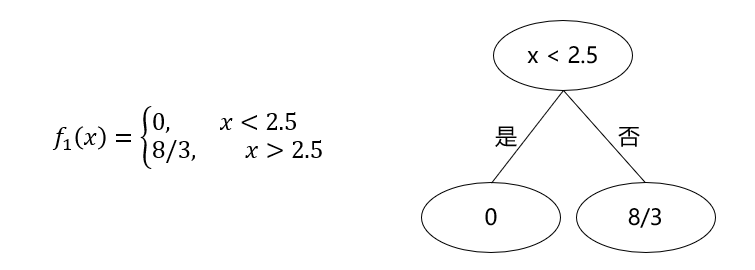 f₁(x) = {0, x < 2.5
8/3, x > 2.5
x < 2.5
是 否
0 8/3